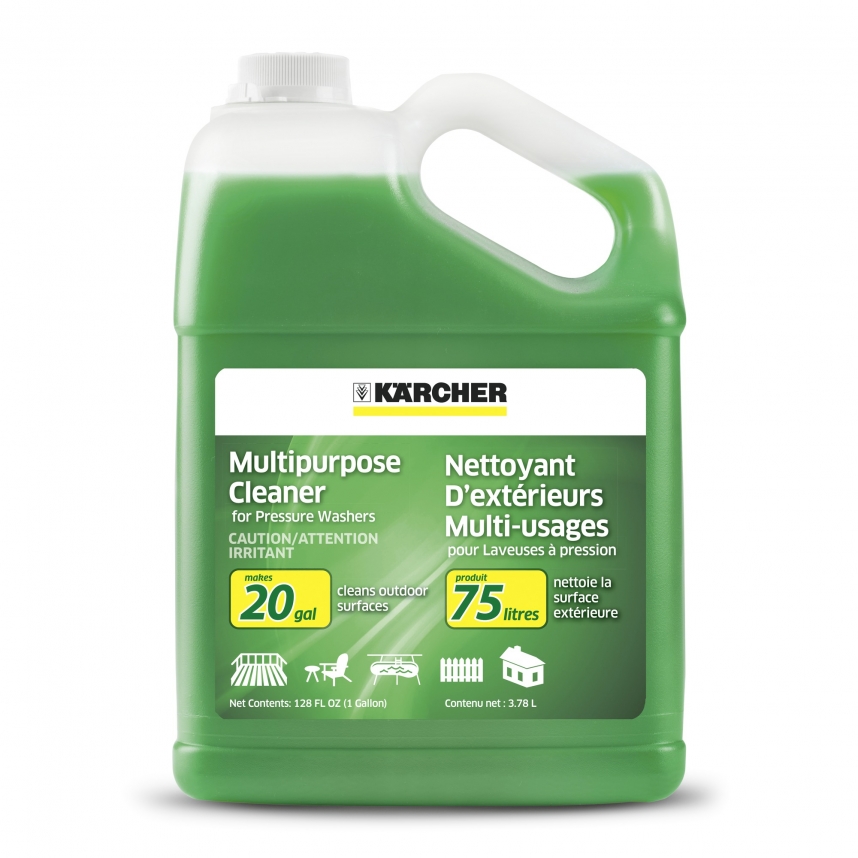 KÄRCHER
Multipurpose
Cleaner
for Pressure Washers
CAUTION/ATTENTION
IRRITANT
makes
20 gal
cleans outdoor
surfaces
Net Contents: 128 FL OZ (1 Gallon)
Nettoyant
D'extérieurs
Multi-usages
pour Laveuses à pression
produit
75 litres
nettoie la
surface
extérieure
Contenu net : 3.78 L